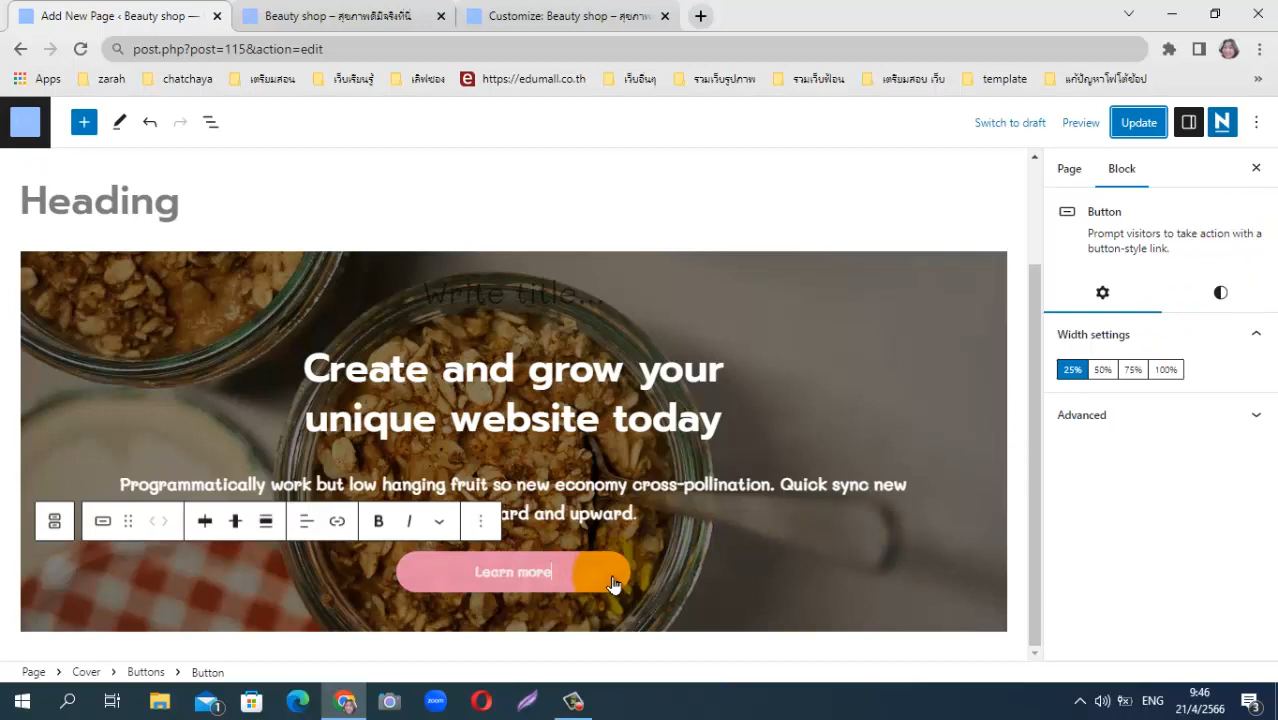 Add New Page < Beauty shop —
Beauty shop – สุขภาพดีมีจริงที่นี่
Customize: Beauty shop – สุขภาพ
post.php?post=115&action=edit
Apps
zarah
chatchaya
เตรียมสอน
เว็บเรียนรู้
เลิฟของ
https://edumall.co.th
เว็บอื่นๆ
รวมเว็บรูปภาพ
รวมเว็บฟ้อน
เตรียมสอบ เว็บ
template
แก้ปัญหาโฟโต้ช้อป
Switch to draft
Preview
Update
Heading
Write title...
Create and grow your
unique website today
Programmatically work but low hanging fruit so new economy cross-pollination. Quick sync new
ard and upward.
Learn more
Page
Block
Button
Prompt visitors to take action with a
button-style link.
Width settings
25%
50%
75%
100%
Advanced
Page
Cover
Buttons
Button
zoom
1
ENG
9:46
21/4/2566
3